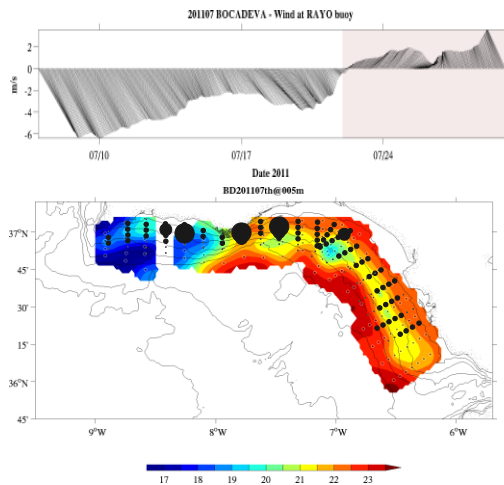 201107 BOCADEVA - Wind at RAYO buoy
2
0
-2
-4
-6
m/s
07/10 07/17 07/24
Date 2011
BD201107th@005m
37°N
45'
30'
15'
36°N
45'
9°W 8°W 7°W 6°W
17 18 19 20 21 22 23